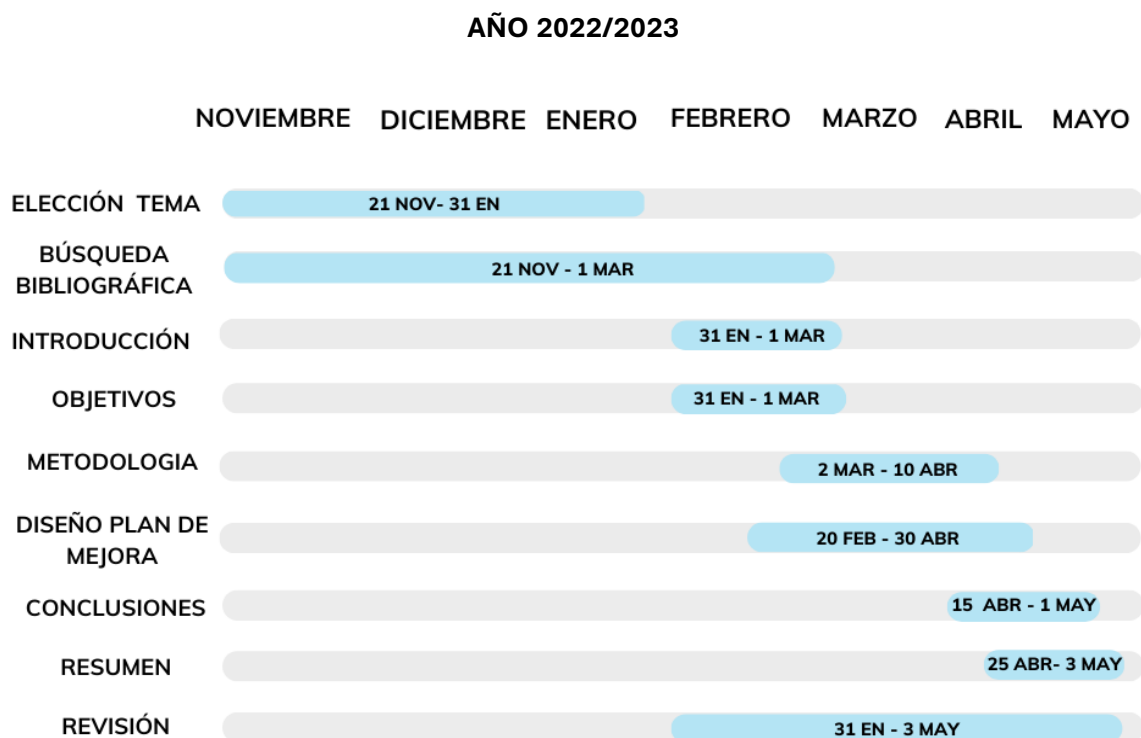 AÑO 2022/2023
NOVIEMBRE DICIEMBRE ENERO FEBRERO MARZO ABRIL MAYO
ELECCIÓN TEMA 21 NOV- 31 EN
BÚSQUEDA
BIBLIOGRÁFICA 21 NOV - 1 MAR
INTRODUCCIÓN 31 EN - 1 MAR
OBJETIVOS 31 EN - 1 MAR
METODOLOGIA 2 MAR - 10 ABR
DISEÑO PLAN DE
MEJORA 20 FEB - 30 ABR
CONCLUSIONES 15 ABR - 1 MAY
RESUMEN 25 ABR- 3 MAY
REVISIÓN 31 EN - 3 MAY